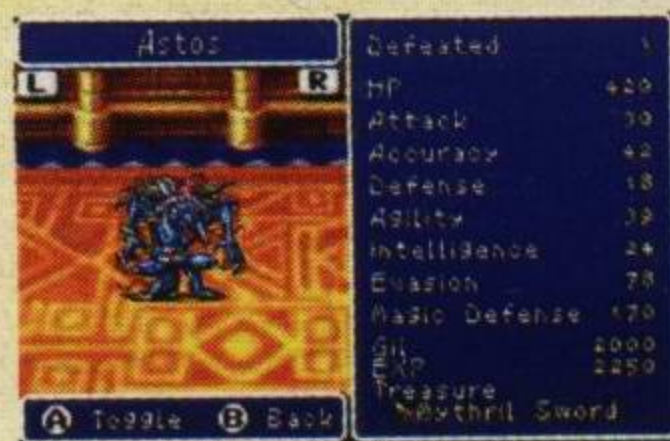 Astos
L R
A Toggle B Back
Defeated 1
HP 420
Attack
Accuracy 42
Defense 18
Agility 39
Intelligence 24
Evasion 78
Magic Defense 170
Gil 2000
EXP 2250
Treasure
Mythril Sword